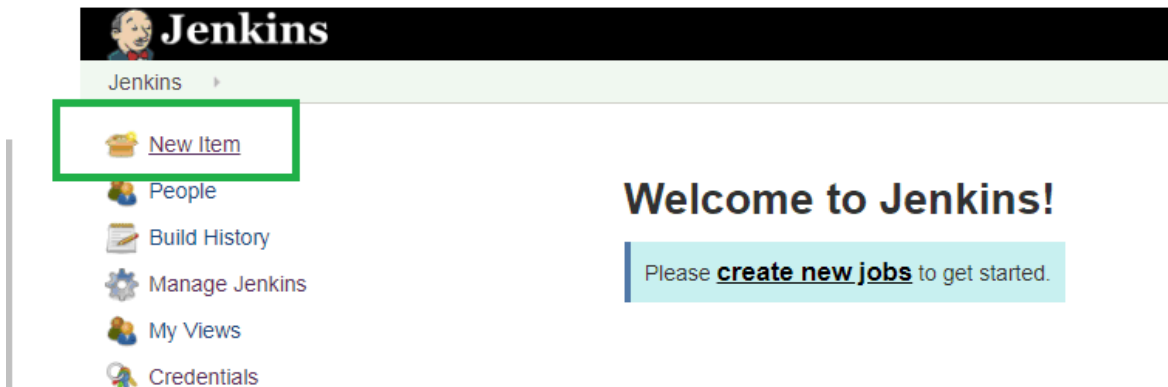 Jenkins
Jenkins
New Item
People
Build History
Manage Jenkins
My Views
Credentials
Welcome to Jenkins!
Please create new jobs to get started.